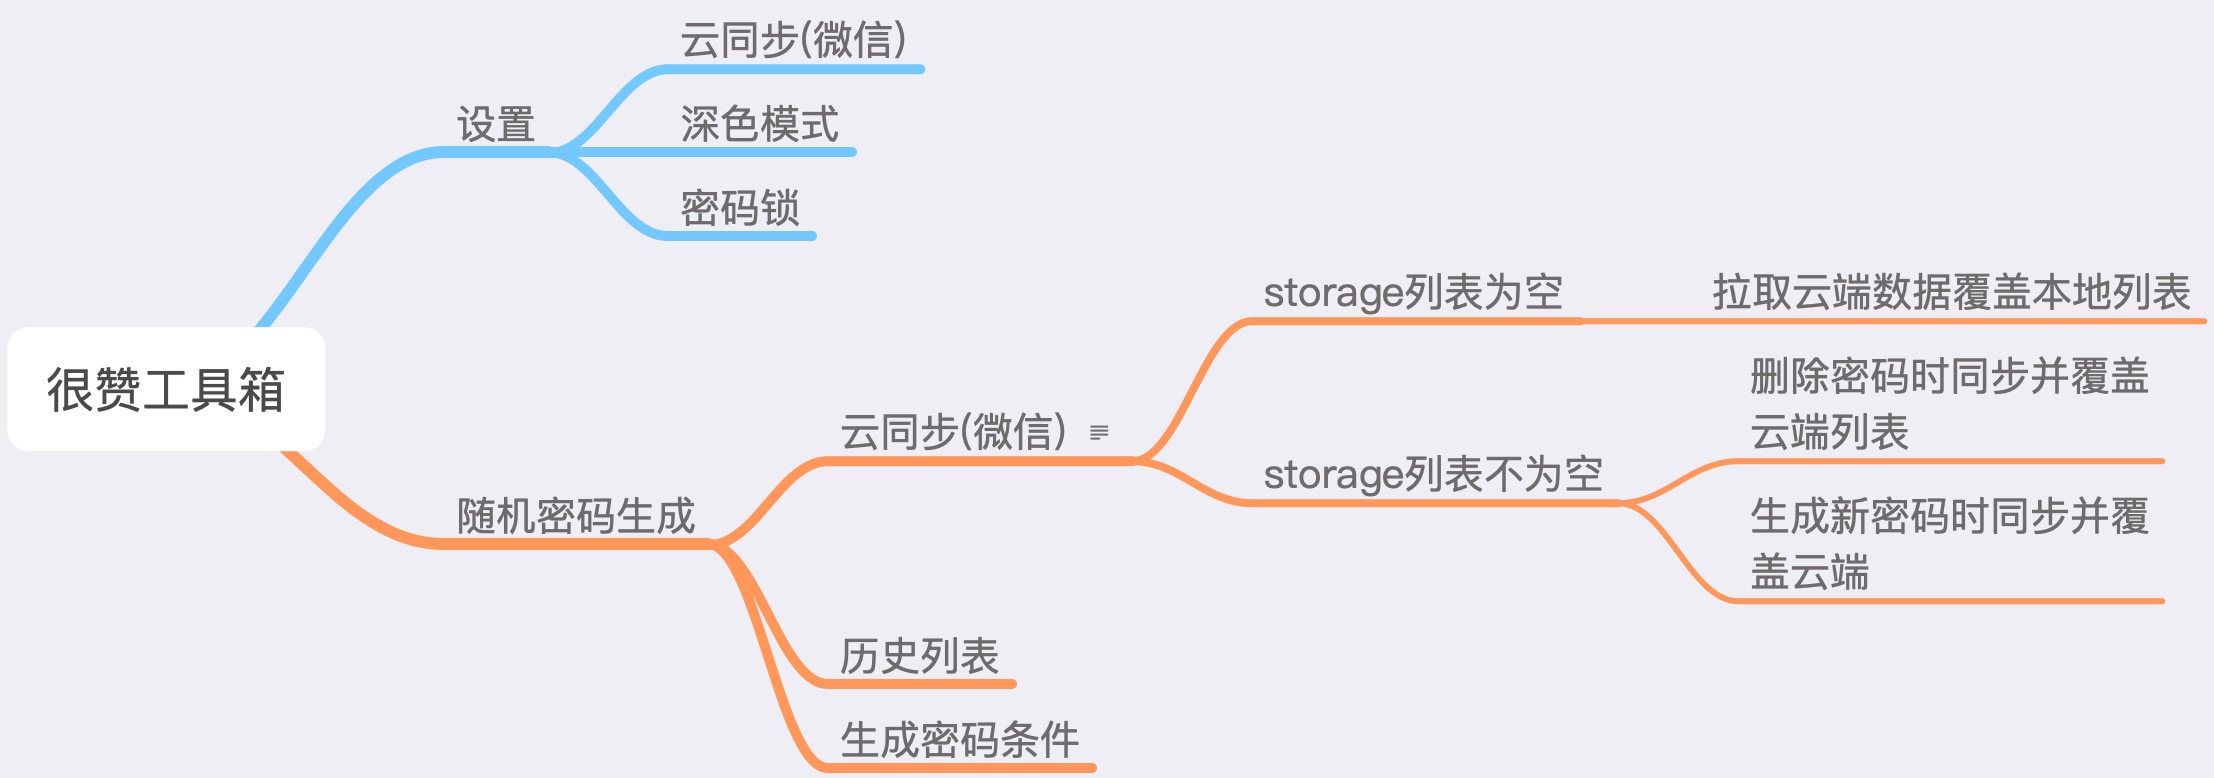 云同步(微信)
设置
深色模式
密码锁
storage列表为空
拉取云端数据覆盖本地列表
很赞工具箱
删除密码时同步并覆盖
云端列表
云同步(微信)
storage列表不为空
随机密码生成
生成新密码时同步并覆
盖云端
历史列表
生成密码条件